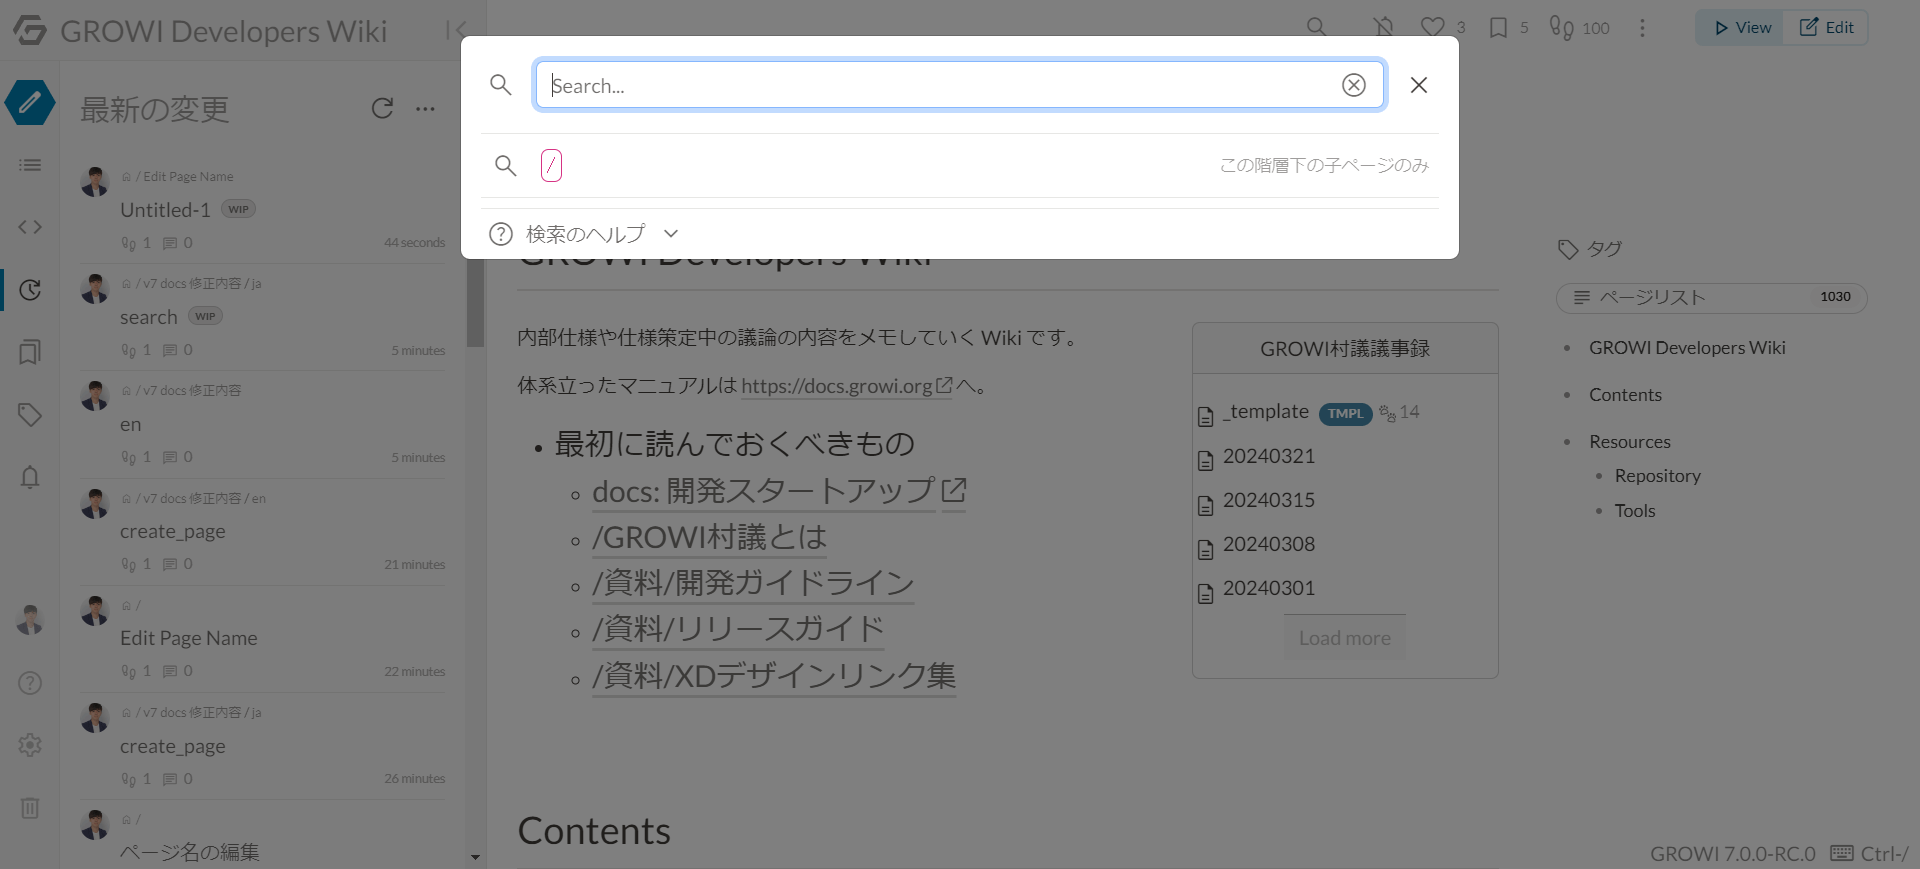 GROWI Developers Wiki
3
5
100
View
Edit
Search...
/
この階層下の子ページのみ
検索のヘルプ
最新の変更
/ Edit Page Name
Untitled-1 WIP
1 0 44 seconds
/ v7 docs 修正内容 / ja
search WIP
1 0 5 minutes
/ v7 docs 修正内容
en
1 0 5 minutes
/ v7 docs 修正内容 / en
create_page
1 0 21 minutes
/
Edit Page Name
1 0 22 minutes
/ v7 docs 修正内容 / ja
create_page
1 0 26 minutes
/
ページ名の編集
GROWI Developers Wiki
内部仕様や仕様策定中の議論の内容をメモしていく Wiki です。
体系立ったマニュアルは https://docs.growi.org へ。
最初に読んでおくべきもの
docs: 開発スタートアップ
/GROWI村議とは
/資料/開発ガイドライン
/資料/リリースガイド
/資料/XDデザインリンク集
GROWI村議議事録
_template TMPL 14
20240321
20240315
20240308
20240301
Load more
Contents
タグ
ページリスト 1030
GROWI Developers Wiki
Contents
Resources
Repository
Tools
GROWI 7.0.0-RC.0 Ctrl-/